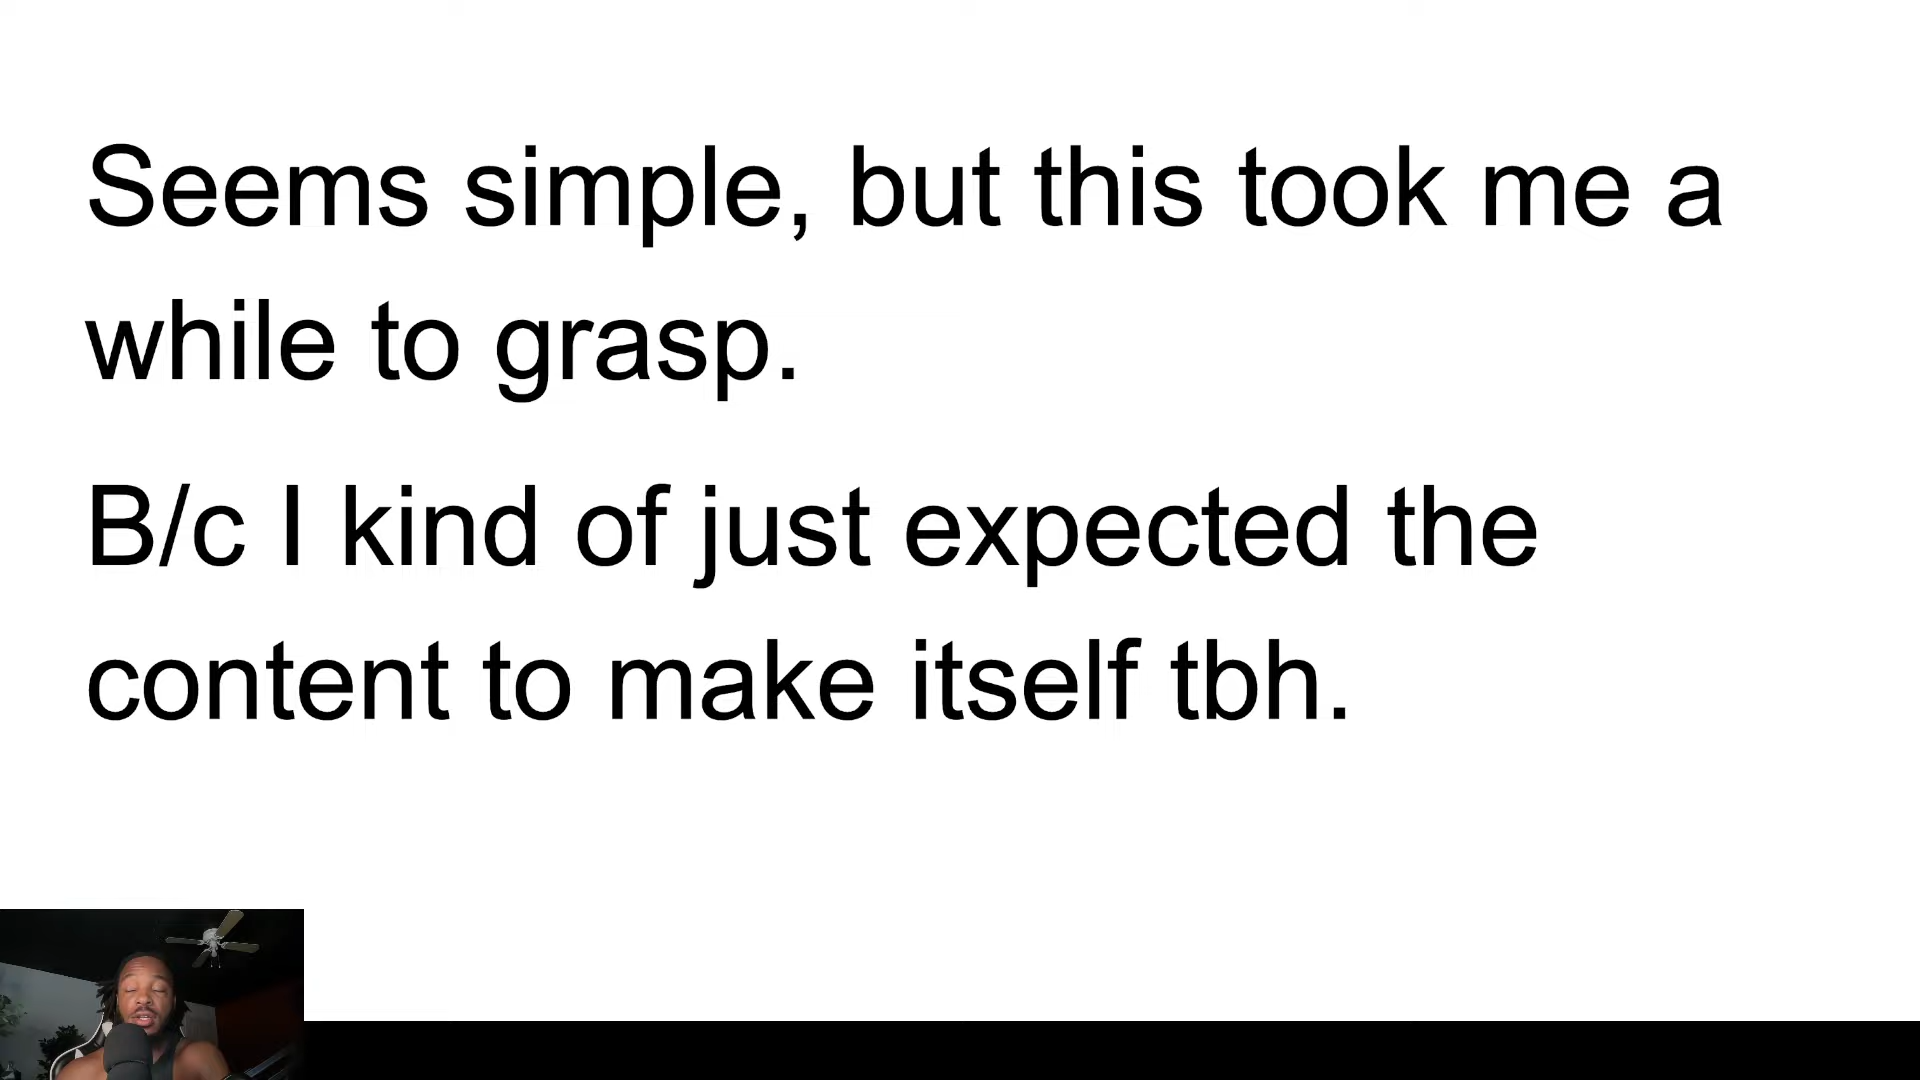 Seems simple, but this took me a
while to grasp.
B/c I kind of just expected the
content to make itself tbh.